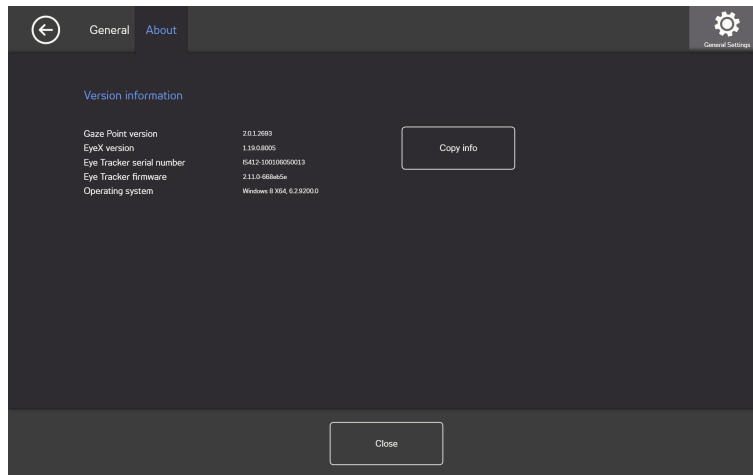 General About
General Settings
Version information
Gaze Point version 2.0.1.2693
EyeX version 1.19.0.8005
Eye Tracker serial number IS412-100106050013
Eye Tracker firmware 2.11.0-668eb5e
Operating system Windows 8 X64, 6.2.9200.0
Copy info
Close